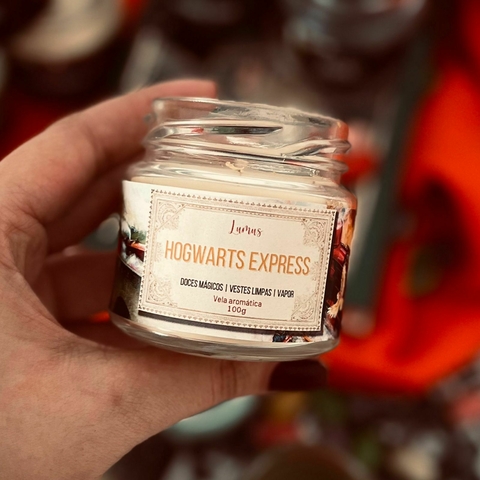 Lumus
HOGWARTS EXPRESS
DOCES MÁGICOS | VESTES LIMPAS | VAPOR
Vela aromática
100g